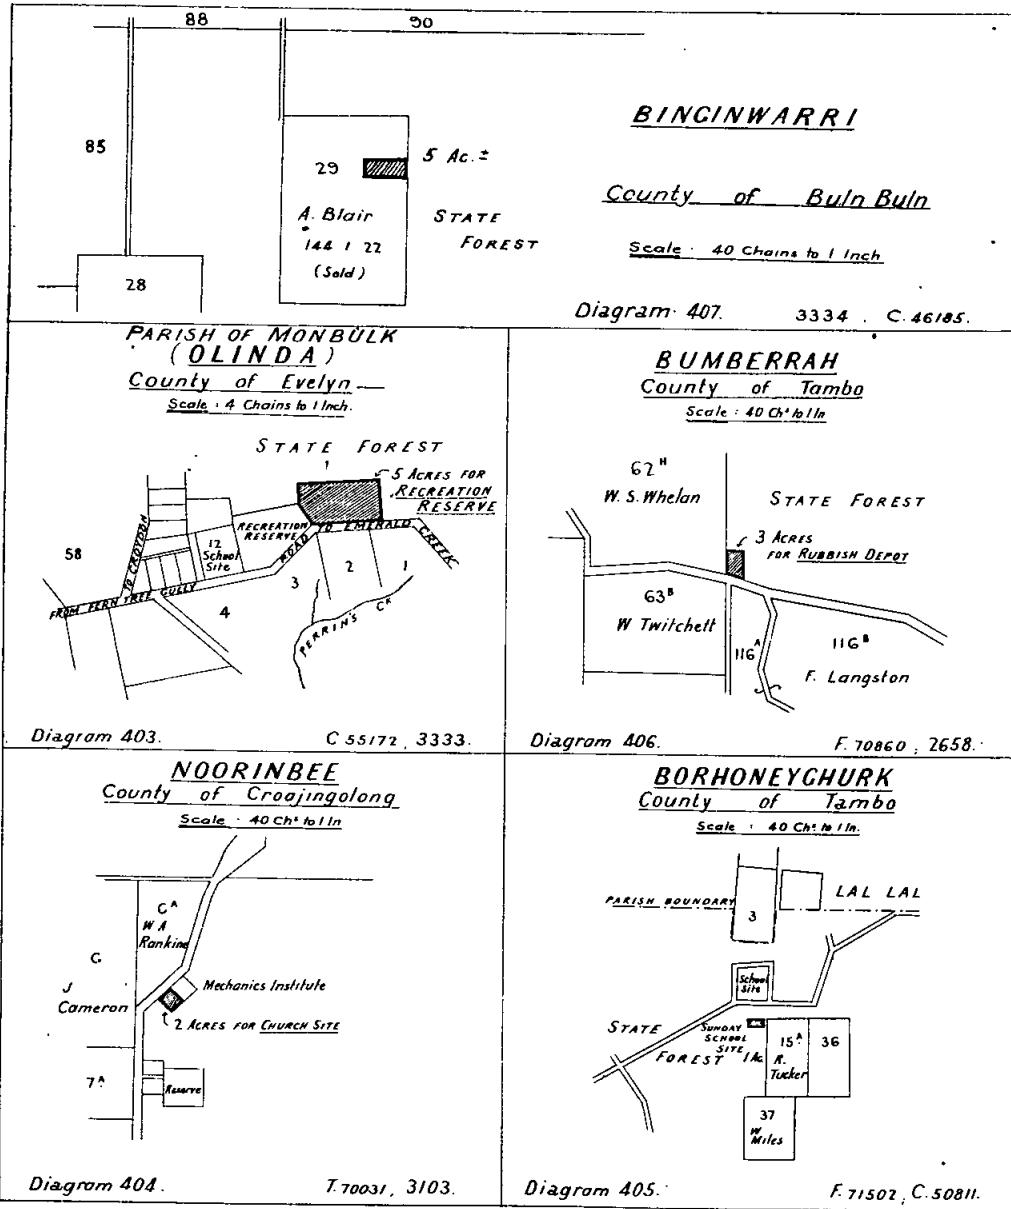 88
90
85
29
5 Ac. ±
A. Blair
144 1 22
(Sold)
STATE
FOREST
28
BINGINWARRI
County of Buln Buln
Scale : 40 Chains to 1 Inch
Diagram 407. 3334 . C. 46185.
PARISH OF MONBULK
(OLINDA)
County of Evelyn
Scale : 4 Chains to 1 Inch.
STATE FOREST
1
5 ACRES FOR
RECREATION
RESERVE
58
TO CROYDON
12
School
Site
RECREATION
RESERVE
ROAD TO EMERALD
CREEK
FROM FERN TREE GULLY
4
3
2
1
PERRIN'S CK
Diagram 403. C 55172, 3333.
BUMBERRAH
County of Tambo
Scale : 40 Chs to 1 In
62H
W. S. Whelan
STATE FOREST
3 ACRES
FOR RUBBISH DEPOT
63B
W Twitchett
116A
116B
F. Langston
Diagram 406. F. 70860 ; 2658.
NOORINBEE
County of Croajingolong
Scale : 40 Chs to 1 In
CA
W A
Rankine
C
J
Cameron
Mechanics Institute
2 ACRES FOR CHURCH SITE
7A
Reserve
Diagram 404. T. 70031, 3103.
BORHONEYGHURK
County of Tambo
Scale : 40 Chs to 1 In.
PARISH BOUNDARY
LAL LAL
3
School
Site
STATE
FOREST
SUNDAY
SCHOOL
SITE
1 Ac.
15A
R.
Tucker
36
37
W
Miles
Diagram 405. F. 71502, C. 50811.